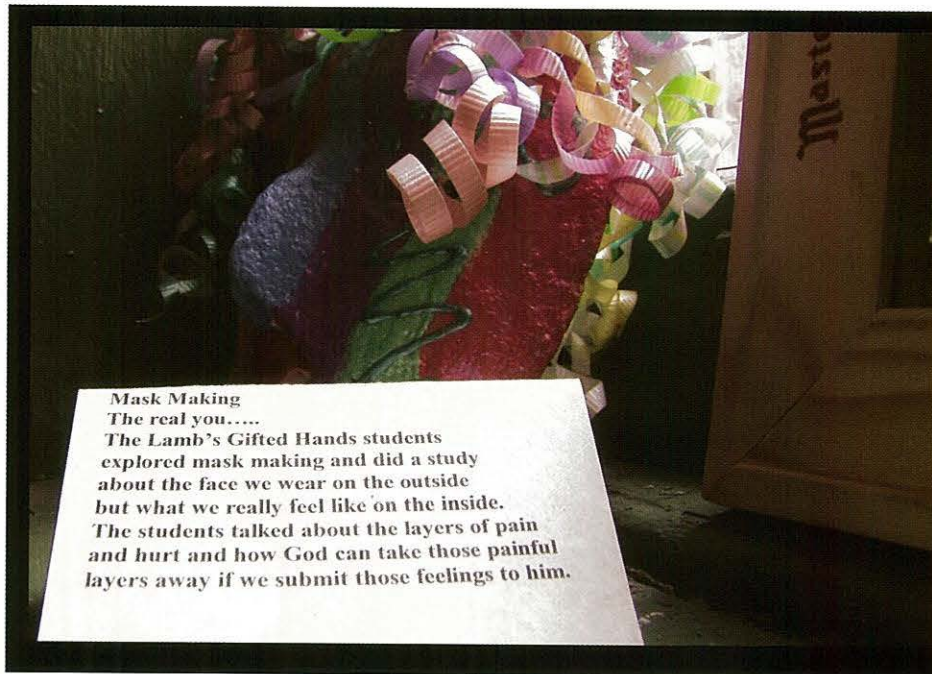 Maste
Mask Making
The real you.....
The Lamb's Gifted Hands students
explored mask making and did a study
about the face we wear on the outside
but what we really feel like on the inside.
The students talked about the layers of pain
and hurt and how God can take those painful
layers away if we submit those feelings to him.